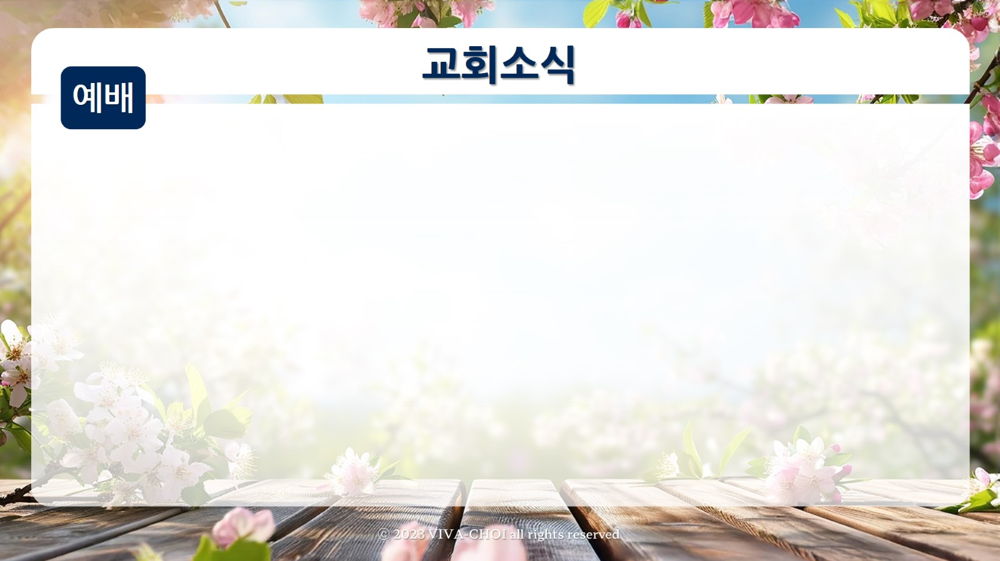 교회소식
예배
© 2023 VIVA-CHOI all rights reserved